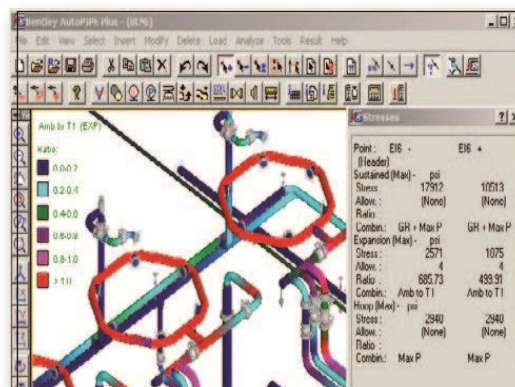 Bentley AutoPIPE Plus - (BLM6)
File Edit View Select Insert Modify Delete Load Analyze Tools Result Help
Amb to T1 (EXP)
Ratio:
0.0-0.2
0.2-0.4
0.4-0.6
0.6-0.8
0.8-1.0
> 1.0
Stresses
Point : EI6 - EI6 +
(Header)
Sustained (Max) - psi
Stress 17912 10513
Allow. : (None) (None)
Ratio :
Combin.: GR + Max P GR + Max P
Expansion (Max) - psi
Stress : 2571 1075
Allow. : 4 4
Ratio : 685.73 499.91
Combin.: Amb to T1 Amb to T1
Hoop (Max) - psi
Stress : 2940 2940
Allow. : (None) (None)
Ratio :
Combin.: Max P Max P